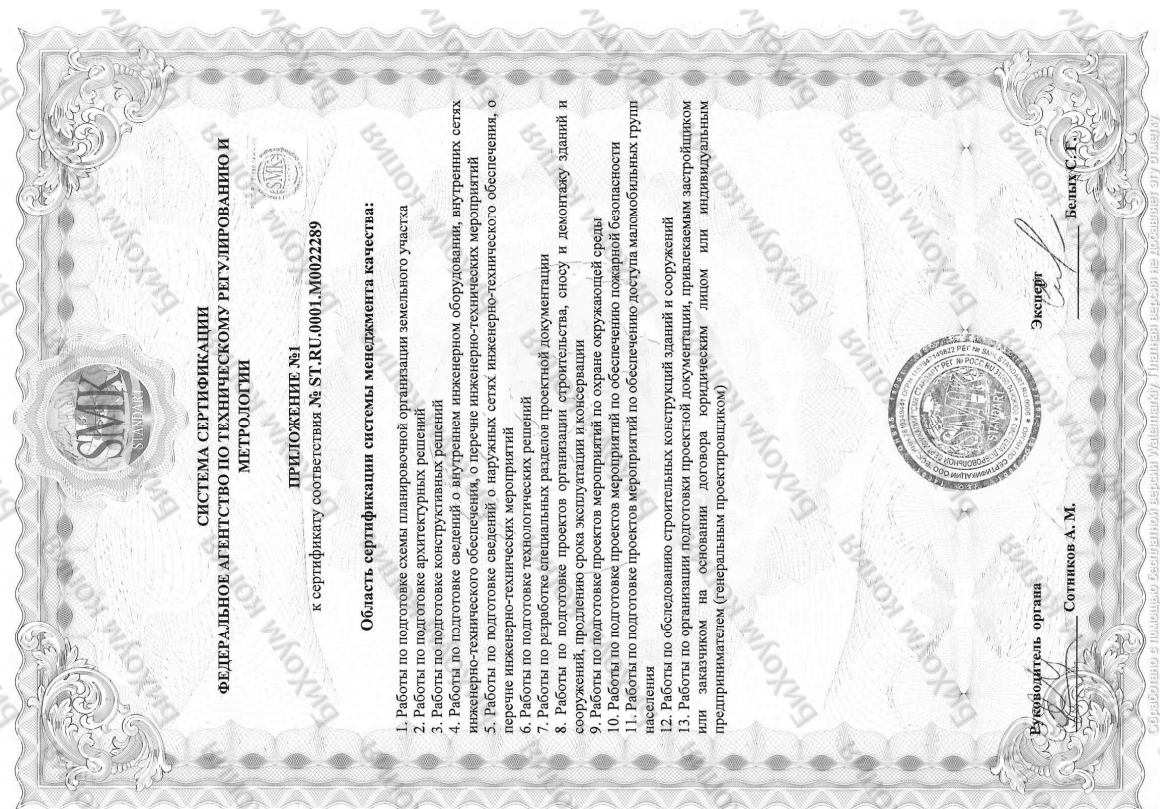 SMK
STANDART
СИСТЕМА СЕРТИФИКАЦИИ
ФЕДЕРАЛЬНОЕ АГЕНТСТВО ПО ТЕХНИЧЕСКОМУ РЕГУЛИРОВАНИЮ И
МЕТРОЛОГИИ
SMK
ПРИЛОЖЕНИЕ №1
к сертификату соответствия № ST.RU.0001.M0022289
Область сертификации системы менеджмента качества:
1. Работы по подготовке схемы планировочной организации земельного участка
2. Работы по подготовке архитектурных решений
3. Работы по подготовке конструктивных решений
4. Работы по подготовке сведений о внутреннем инженерном оборудовании, внутренних сетях
инженерно-технического обеспечения, о перечне инженерно-технических мероприятий
5. Работы по подготовке сведений о наружных сетях инженерно-технического обеспечения, о
перечне инженерно-технических мероприятий
6. Работы по подготовке технологических решений
7. Работы по разработке специальных разделов проектной документации
8. Работы по подготовке проектов организации строительства, сносу и демонтажу зданий и
сооружений, продлению срока эксплуатации и консервации
9. Работы по подготовке проектов мероприятий по охране окружающей среды
10. Работы по подготовке проектов мероприятий по обеспечению пожарной безопасности
11. Работы по подготовке проектов мероприятий по обеспечению доступа маломобильных групп
населения
12. Работы по обследованию строительных конструкций зданий и сооружений
13. Работы по организации подготовки проектной документации, привлекаемым застройщиком
или заказчиком на основании договора юридическим лицом или индивидуальным
предпринимателем (генеральным проектировщиком)
Руководитель органа
Сотников А. М.
Эксперт
Белых С.Г.